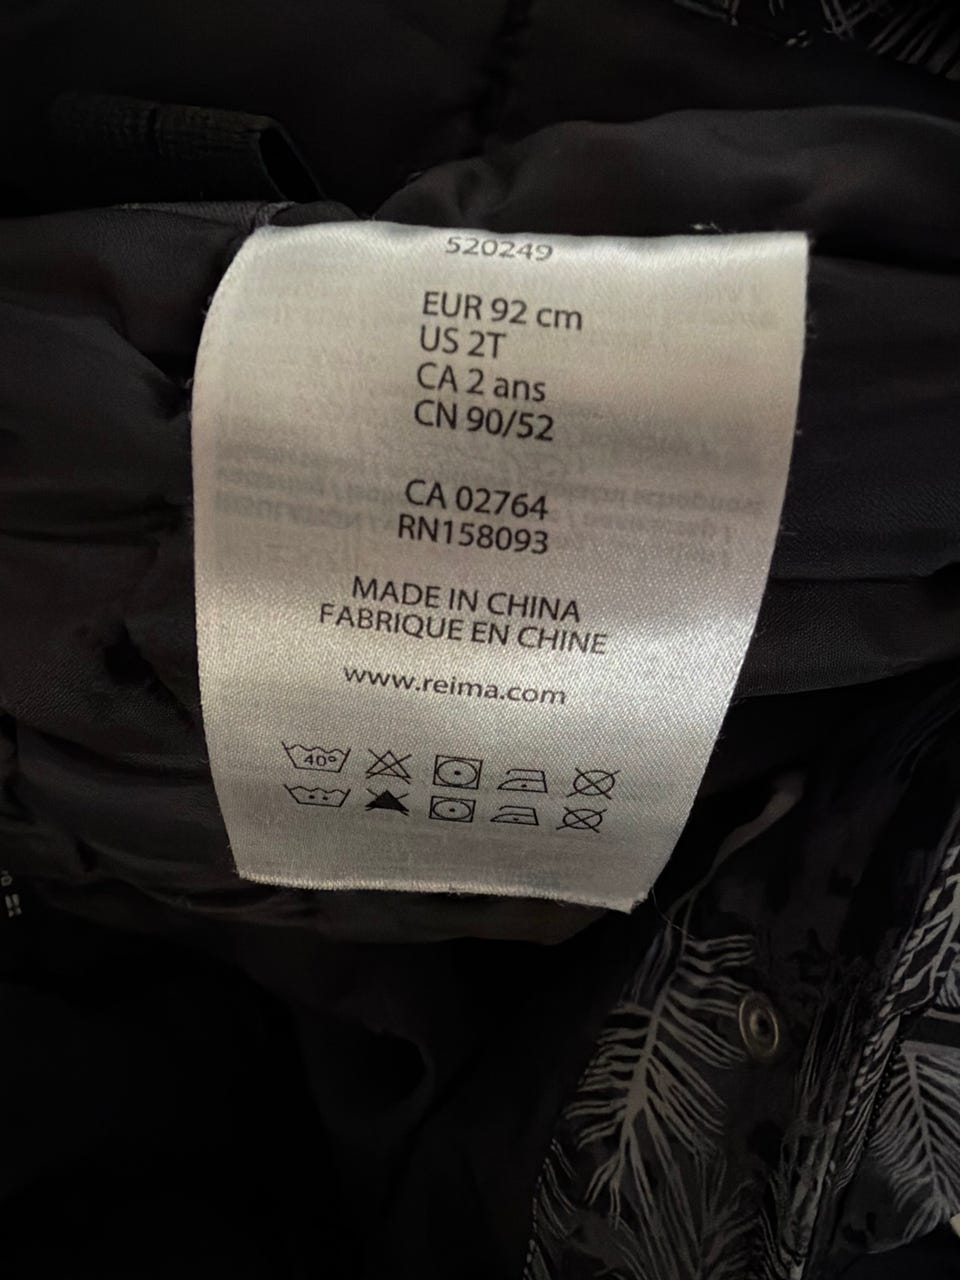 520249
EUR 92 cm
US 2T
CA 2 ans
CN 90/52
CA 02764
RN158093
MADE IN CHINA
FABRIQUE EN CHINE
www.reima.com
40°